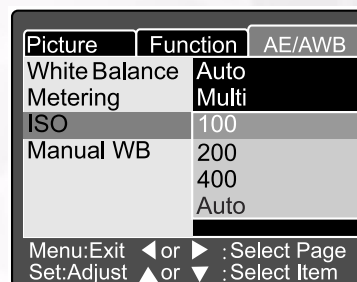 Picture Function AE/AWB
White Balance Auto
Metering Multi
ISO 100
Manual WB 200
400
Auto
Menu:Exit ◀ or ▶ :Select Page
Set:Adjust ▲ or ▼ :Select Item